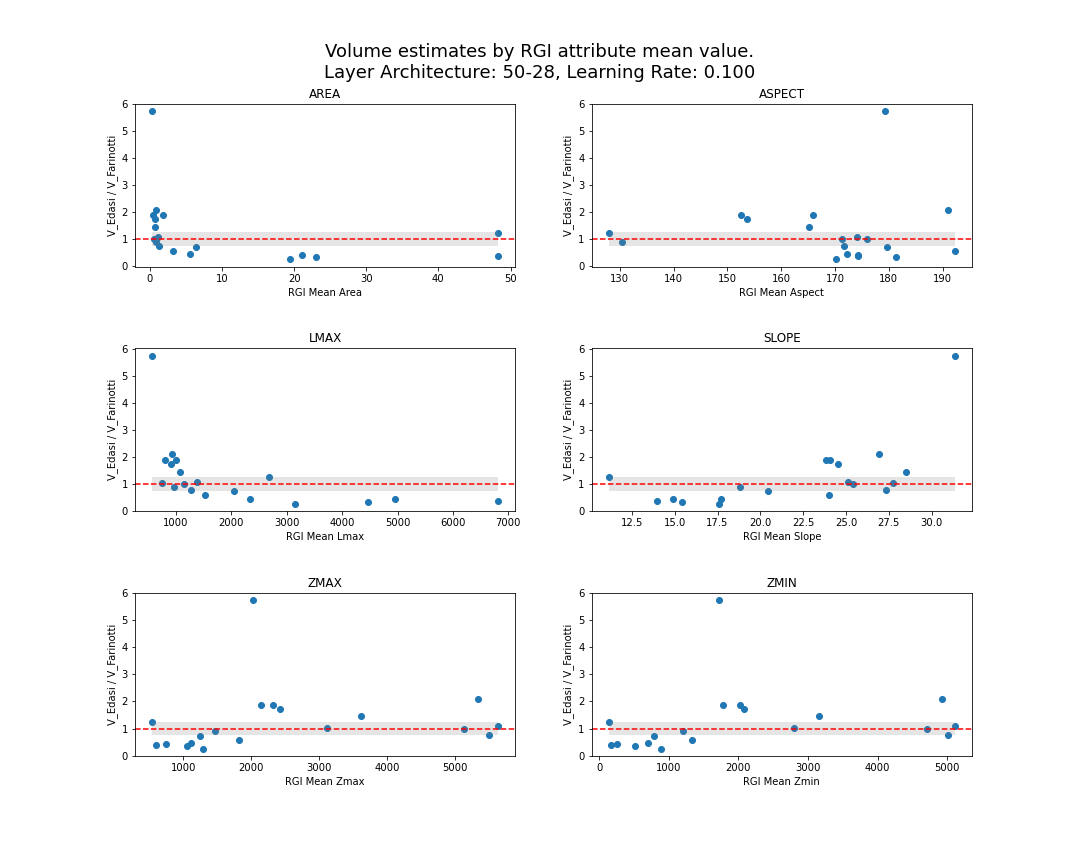 Volume estimates by RGI attribute mean value.
Layer Architecture: 50-28, Learning Rate: 0.100
AREA
V_Edasi / V_Farinotti
6
5
4
3
2
1
0
0 10 20 30 40 50
RGI Mean Area
ASPECT
V_Edasi / V_Farinotti
6
5
4
3
2
1
0
130 140 150 160 170 180 190
RGI Mean Aspect
LMAX
V_Edasi / V_Farinotti
6
5
4
3
2
1
0
1000 2000 3000 4000 5000 6000 7000
RGI Mean Lmax
SLOPE
V_Edasi / V_Farinotti
6
5
4
3
2
1
0
12.5 15.0 17.5 20.0 22.5 25.0 27.5 30.0
RGI Mean Slope
ZMAX
V_Edasi / V_Farinotti
6
5
4
3
2
1
0
1000 2000 3000 4000 5000
RGI Mean Zmax
ZMIN
V_Edasi / V_Farinotti
6
5
4
3
2
1
0
0 1000 2000 3000 4000 5000
RGI Mean Zmin